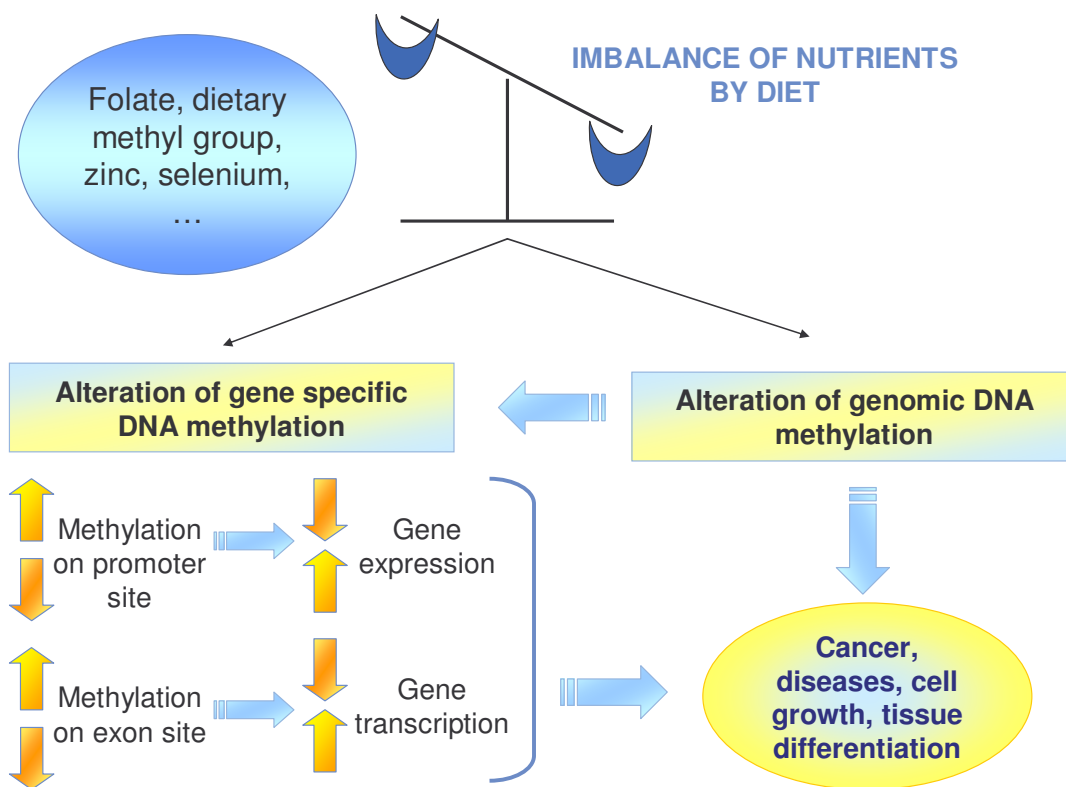 IMBALANCE OF NUTRIENTS
BY DIET
Folate, dietary
methyl group,
zinc, selenium,
…
Alteration of gene specific
DNA methylation
Alteration of genomic DNA
methylation
Methylation
on promoter
site
Gene
expression
Methylation
on exon site
Gene
transcription
Cancer,
diseases, cell
growth, tissue
differentiation